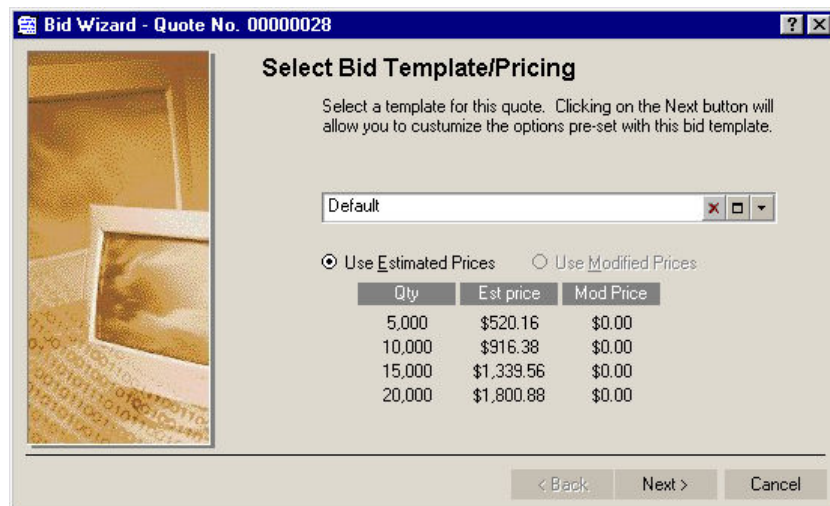 Bid Wizard - Quote No. 00000028
Select Bid Template/Pricing
Select a template for this quote. Clicking on the Next button will
allow you to custumize the options pre-set with this bid template.
Default
Use Estimated Prices Use Modified Prices
Qty Est price Mod Price
5,000 $520.16 $0.00
10,000 $916.38 $0.00
15,000 $1,339.56 $0.00
20,000 $1,800.88 $0.00
< Back Next > Cancel